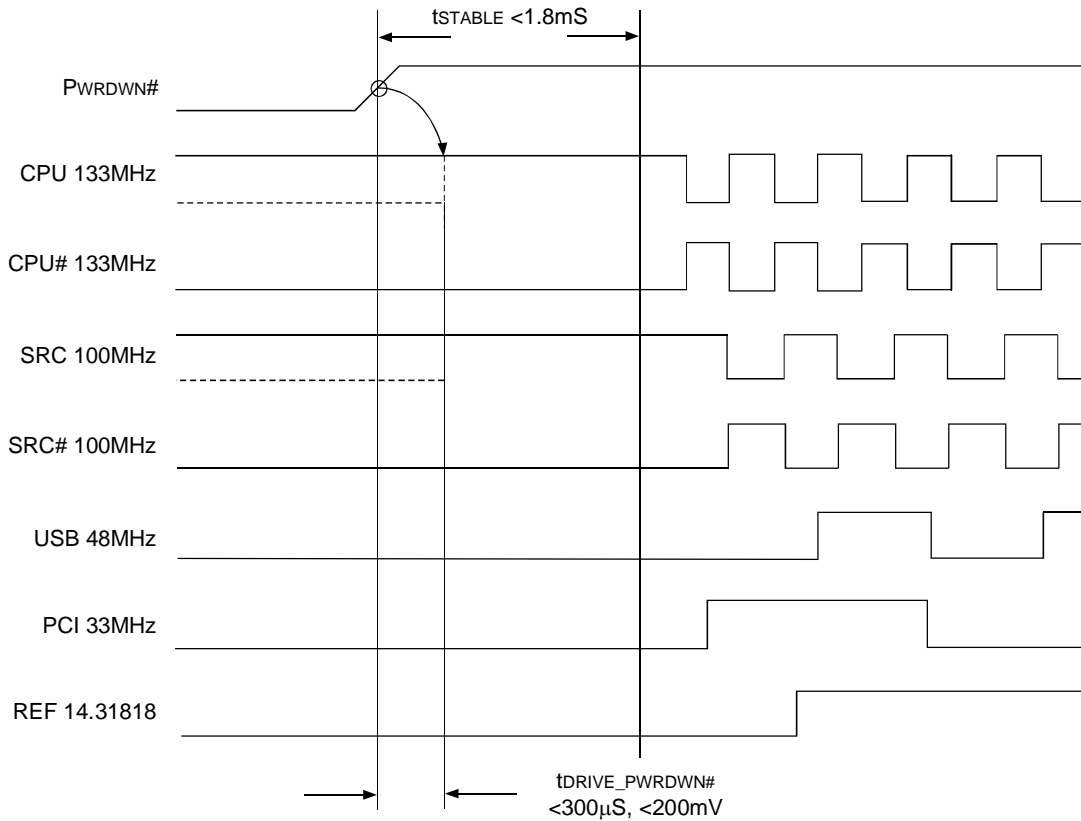 tSTABLE <1.8mS
PWRDWN#
CPU 133MHz
CPU# 133MHz
SRC 100MHz
SRC# 100MHz
USB 48MHz
PCI 33MHz
REF 14.31818
tDRIVE_PWRDWN#
<300µS, <200mV